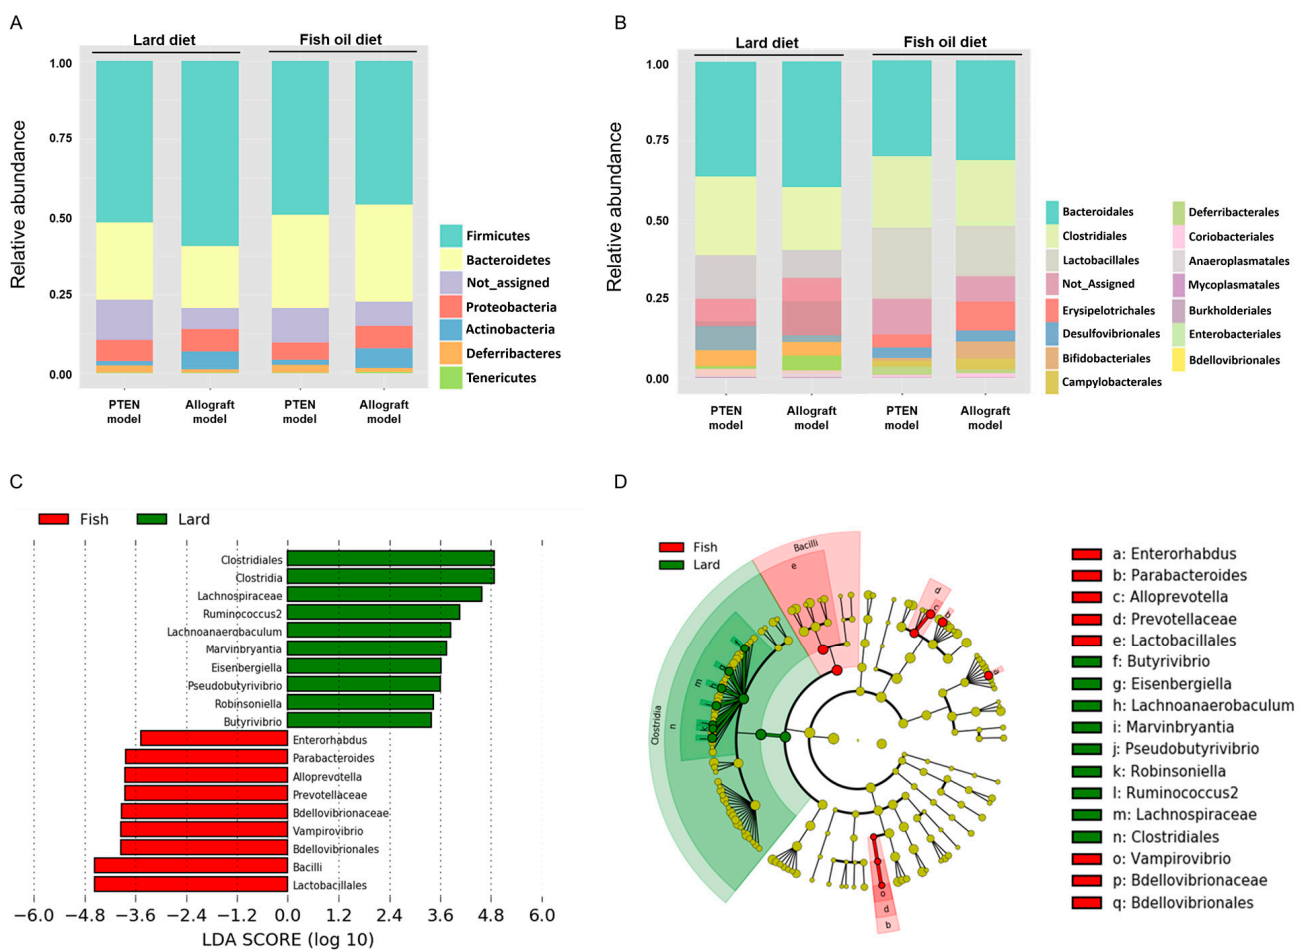 A
Lard diet
Fish oil diet
Relative abundance
1.00
0.75
0.50
0.25
0.00
PTEN
model
Allograft
model
PTEN
model
Allograft
model
Firmicutes
Bacteroidetes
Not_assigned
Proteobacteria
Actinobacteria
Deferribacteres
Tenericutes
B
Lard diet
Fish oil diet
Relative abundance
1.00
0.75
0.50
0.25
0.00
PTEN
model
Allograft
model
PTEN
model
Allograft
model
Bacteroidales
Clostridiales
Lactobacillales
Not_Assigned
Erysipelotrichales
Desulfovibrionales
Bifidobacteriales
Campylobacterales
Deferribacterales
Coriobacteriales
Anaeroplasmatales
Mycoplasmatales
Burkholderiales
Enterobacteriales
Bdellovibrionales
C
Fish
Lard
Clostridiales
Clostridia
Lachnospiraceae
Ruminococcus2
Lachnoanaerobaculum
Marvinbryantia
Eisenbergiella
Pseudobutyrivibrio
Robinsoniella
Butyrivibrio
Enterorhabdus
Parabacteroides
Alloprevotella
Prevotellaceae
Bdellovibrionaceae
Vampirovibrio
Bdellovibrionales
Bacilli
Lactobacillales
−6.0 −4.8 −3.6 −2.4 −1.2 0.0 1.2 2.4 3.6 4.8 6.0
LDA SCORE (log 10)
D
Fish
Lard
Bacilli
e
Clostridia
n
m
d
c
b
a
o
d
b
a: Enterorhabdus
b: Parabacteroides
c: Alloprevotella
d: Prevotellaceae
e: Lactobacillales
f: Butyrivibrio
g: Eisenbergiella
h: Lachnoanaerobaculum
i: Marvinbryantia
j: Pseudobutyrivibrio
k: Robinsoniella
l: Ruminococcus2
m: Lachnospiraceae
n: Clostridiales
o: Vampirovibrio
p: Bdellovibrionaceae
q: Bdellovibrionales